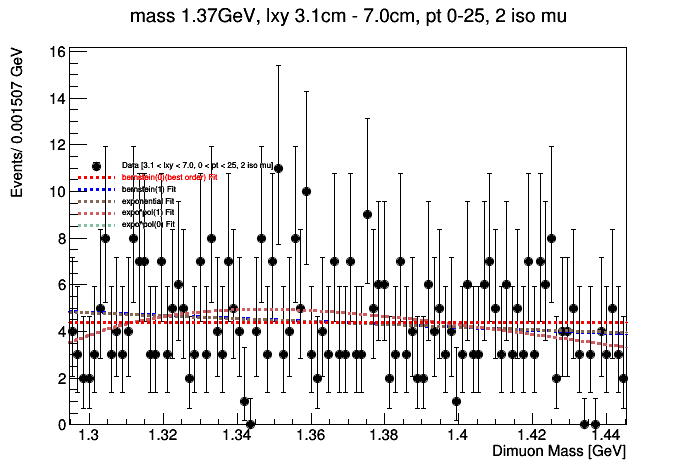 mass 1.37GeV, lxy 3.1cm - 7.0cm, pt 0-25, 2 iso mu
Events/ 0.001507 GeV
16
14
12
10
8
6
4
2
0
Data [3.1 < lxy < 7.0, 0 < pt < 25, 2 iso mu]
bernstein(0)(best order) Fit
bernstein(1) Fit
exponential Fit
expo*pol(1) Fit
expo*pol(0) Fit
1.3 1.32 1.34 1.36 1.38 1.4 1.42 1.44
Dimuon Mass [GeV]